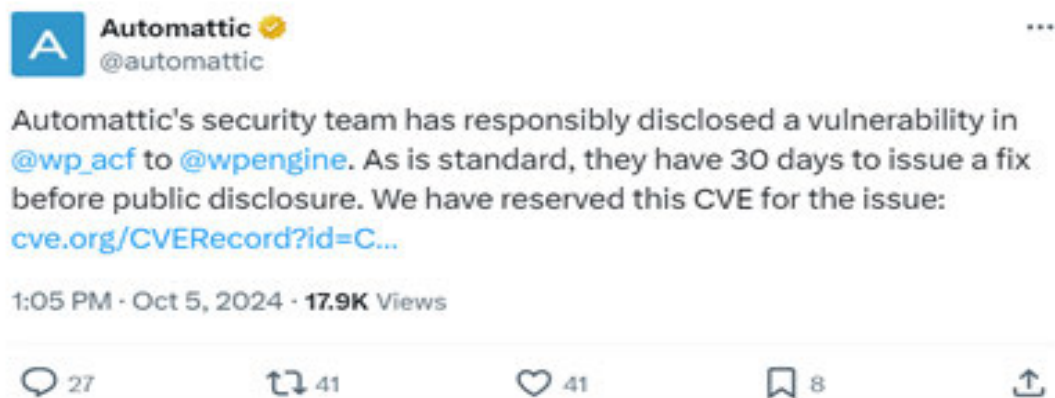 Automattic
@automattic
Automattic's security team has responsibly disclosed a vulnerability in
@wp_acf to @wpengine. As is standard, they have 30 days to issue a fix
before public disclosure. We have reserved this CVE for the issue:
cve.org/CVERecord?id=C...
1:05 PM · Oct 5, 2024 · 17.9K Views
27 41 41 8